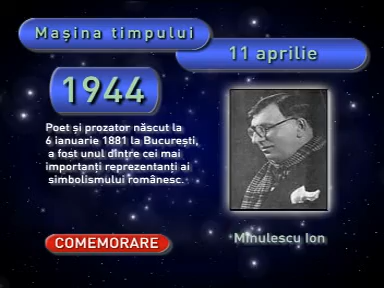 Mașina timpului
11 aprilie
1944
Poet și prozator născut la
6 ianuarie 1881 la București,
a fost unul dintre cei mai
importanți reprezentanți ai
simbolismului românesc.
COMEMORARE
*Minulescu Ion